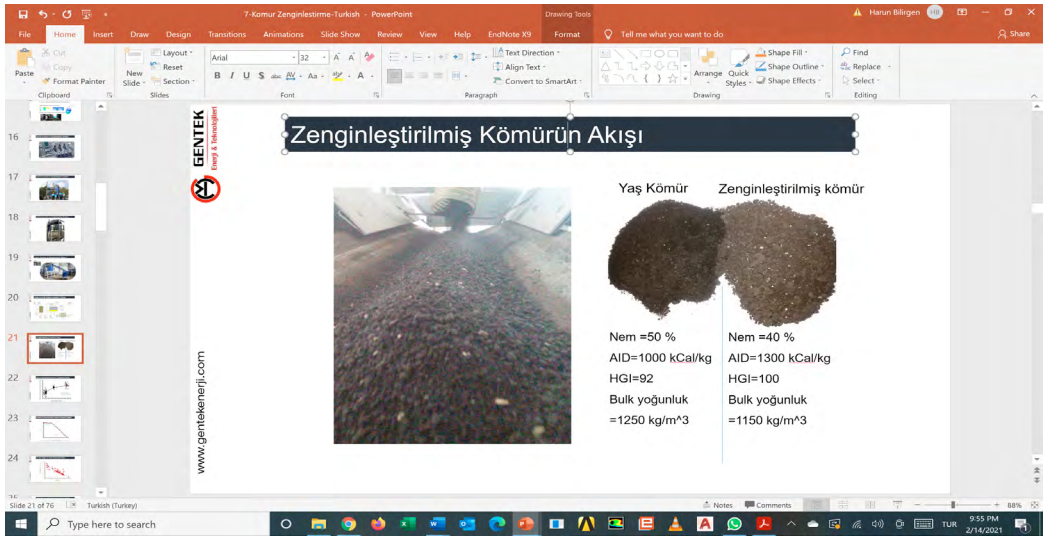 7-Komur Zenginlestirme-Turkish - PowerPoint
Drawing Tools
Harun Bilirgen
HB
File Home Insert Draw Design Transitions Animations Slide Show Review View Help EndNote X9 Format Tell me what you want to do
Share
Paste
Cut
Copy
Format Painter
Clipboard
New Slide
Layout
Reset
Section
Slides
Arial 32
Font
Text Direction
Align Text
Convert to SmartArt
Paragraph
Arrange
Quick Styles
Shape Fill
Shape Outline
Shape Effects
Drawing
Find
Replace
Select
Editing
16
17
18
19
20
21
22
23
24
GENTEK
Enerji & Teknolojileri
www.gentekenerji.com
Zenginleştirilmiş Kömürün Akışı
Yaş Kömür
Zenginleştirilmiş kömür
Nem =50 %
AID=1000 kCal/kg
HGI=92
Bulk yoğunluk
=1250 kg/m^3
Nem =40 %
AID=1300 kCal/kg
HGI=100
Bulk yoğunluk
=1150 kg/m^3
Slide 21 of 76
Turkish (Turkey)
Notes
Comments
88%
Type here to search
TUR
9:55 PM
2/14/2021